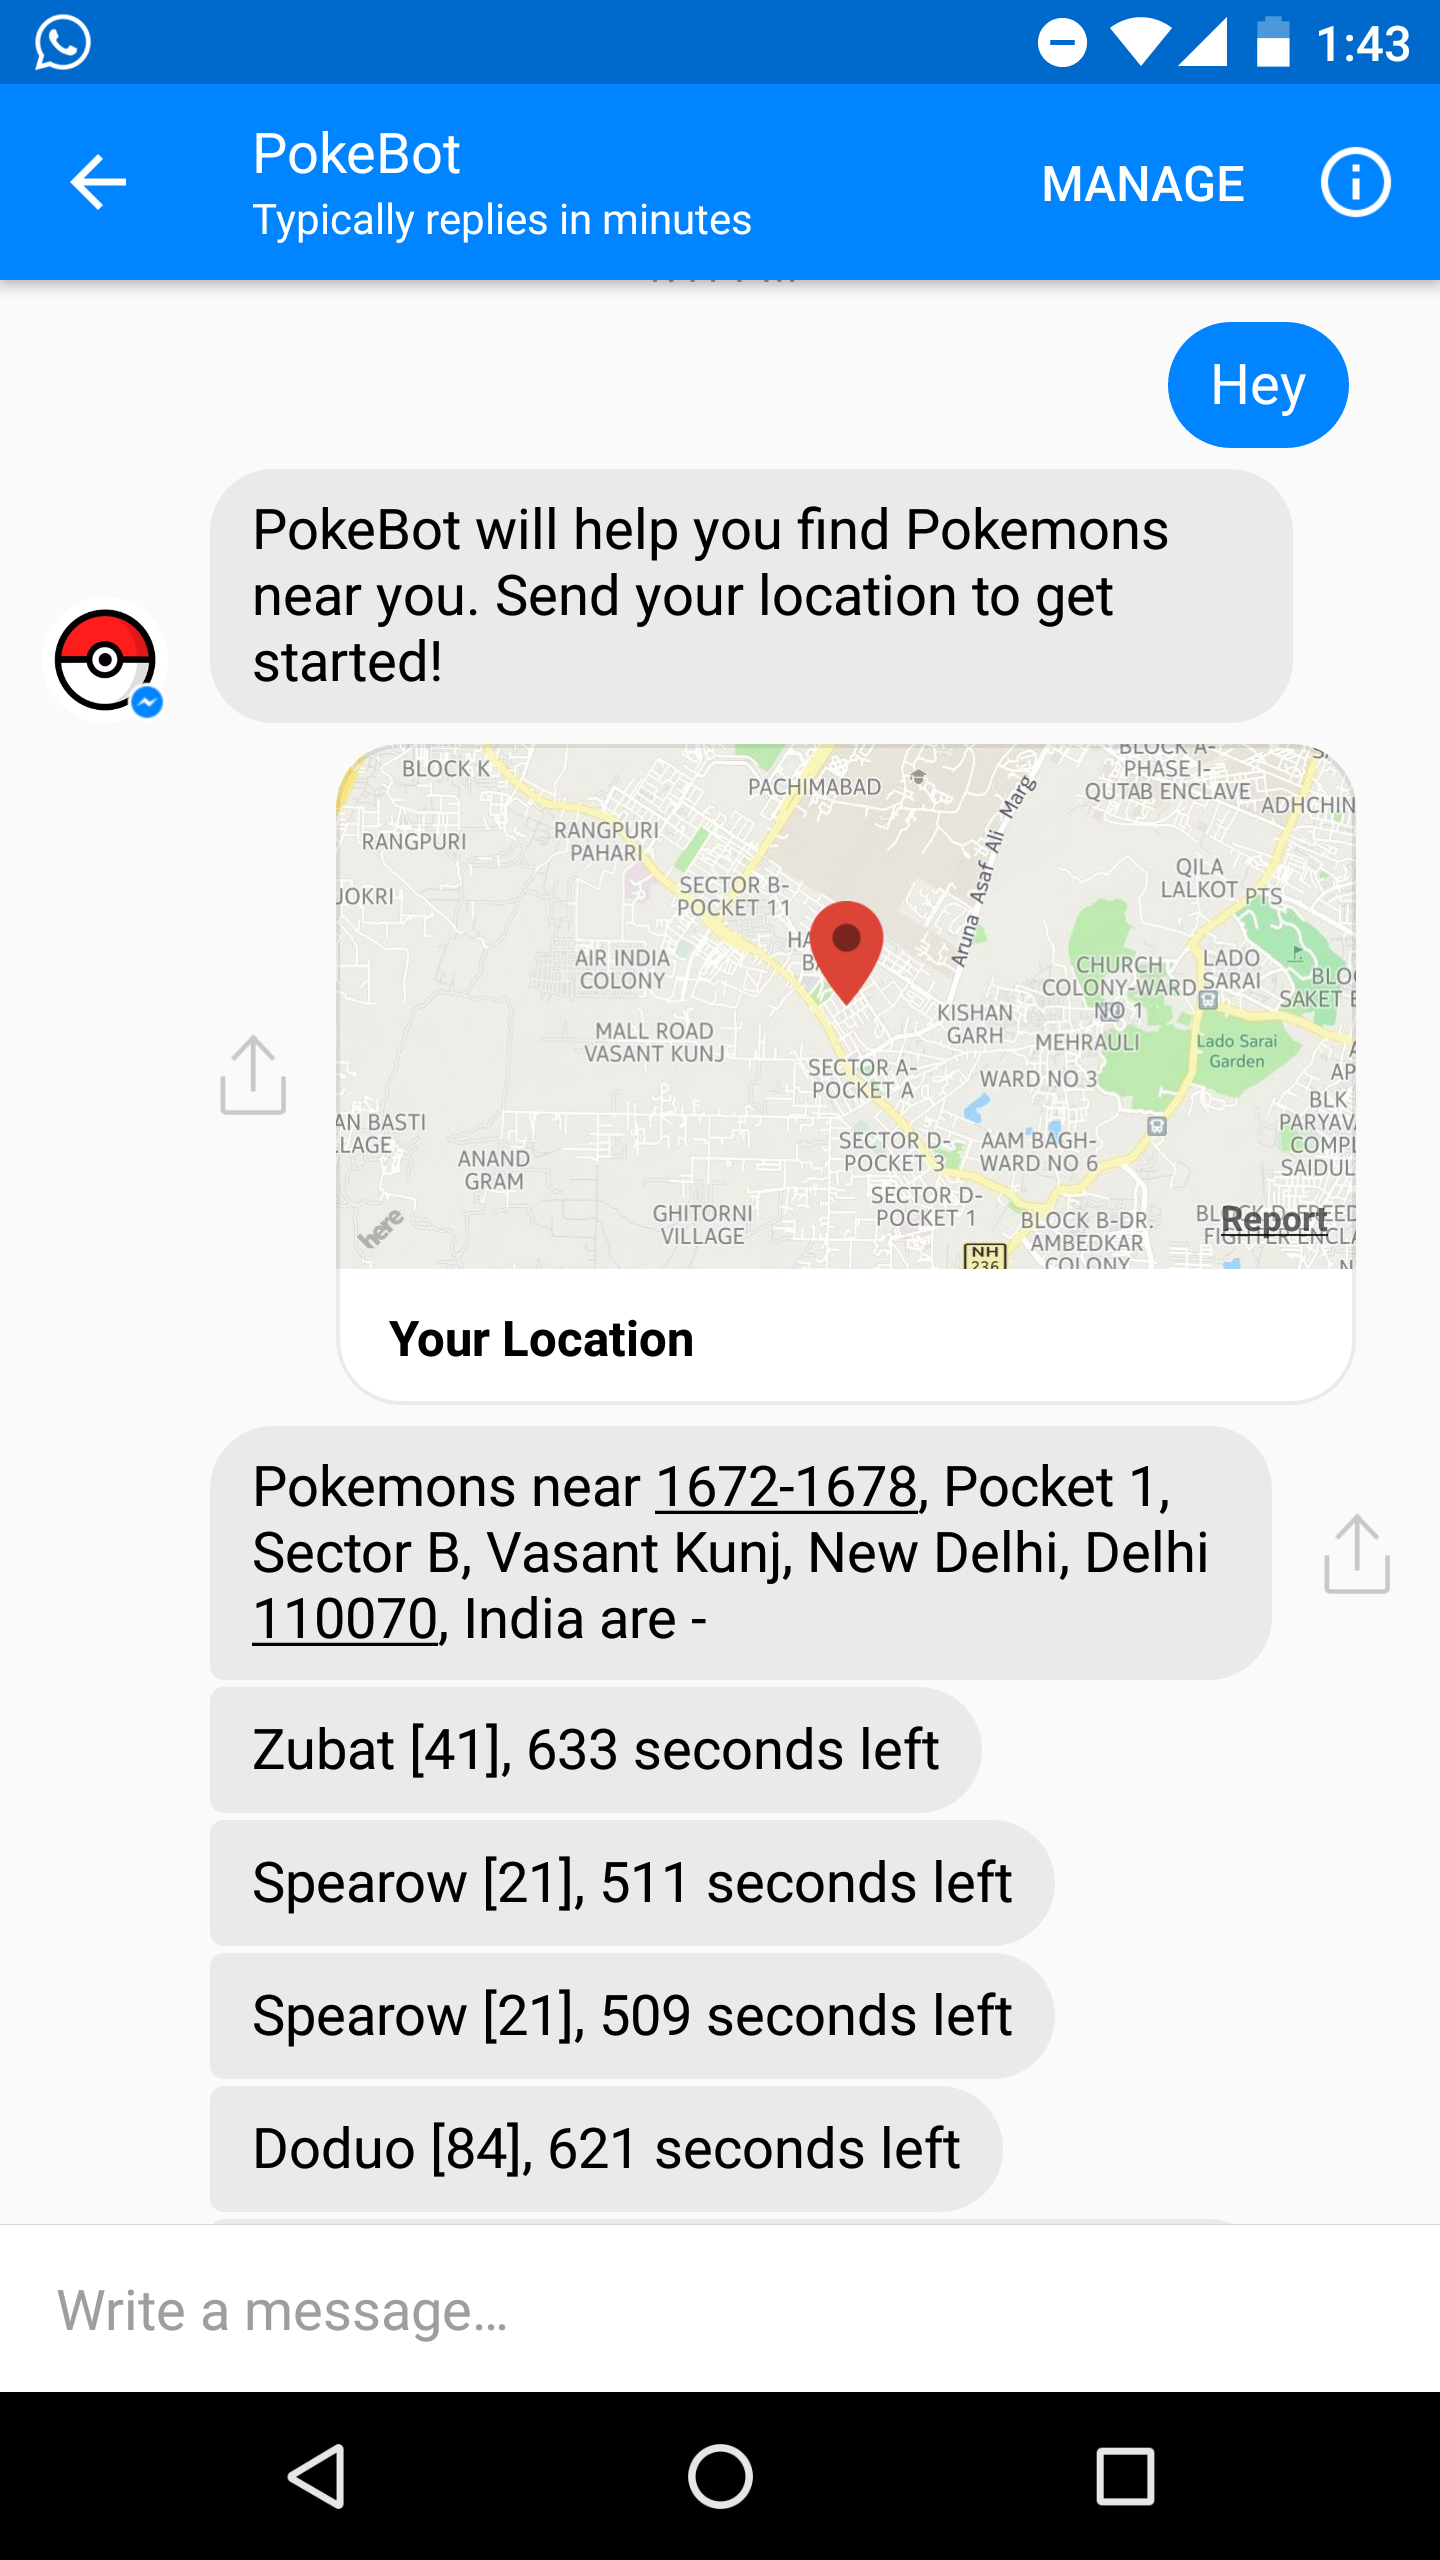 1:43
PokeBot
Typically replies in minutes
MANAGE
Hey
PokeBot will help you find Pokemons
near you. Send your location to get
started!
BLOCK K
PACHIMABAD
BLOCK A-
PHASE I-
QUTAB ENCLAVE
ADHCHIN
RANGPURI
RANGPURI
PAHARI
Aruna Asaf Ali Marg
QILA
LALKOT
PTS
JOKRI
SECTOR B-
POCKET 11
AIR INDIA
COLONY
CHURCH
COLONY-WARD
NO 1
LADO
SARAI
SAKET
KISHAN
GARH
MEHRAULI
MALL ROAD
VASANT KUNJ
Lado Sarai
Garden
SECTOR A-
POCKET A
WARD NO 3
BLK
PARYAV
COMPL
SAIDUL
AN BASTI
LLAGE
ANAND
GRAM
SECTOR D-
POCKET 3
AAM BAGH-
WARD NO 6
SECTOR D-
POCKET 1
GHITORNI
VILLAGE
BLOCK B-DR.
AMBEDKAR
COLONY
Report
here
NH
236
Your Location
Pokemons near 1672-1678, Pocket 1,
Sector B, Vasant Kunj, New Delhi, Delhi
110070, India are -
Zubat [41], 633 seconds left
Spearow [21], 511 seconds left
Spearow [21], 509 seconds left
Doduo [84], 621 seconds left
Write a message…